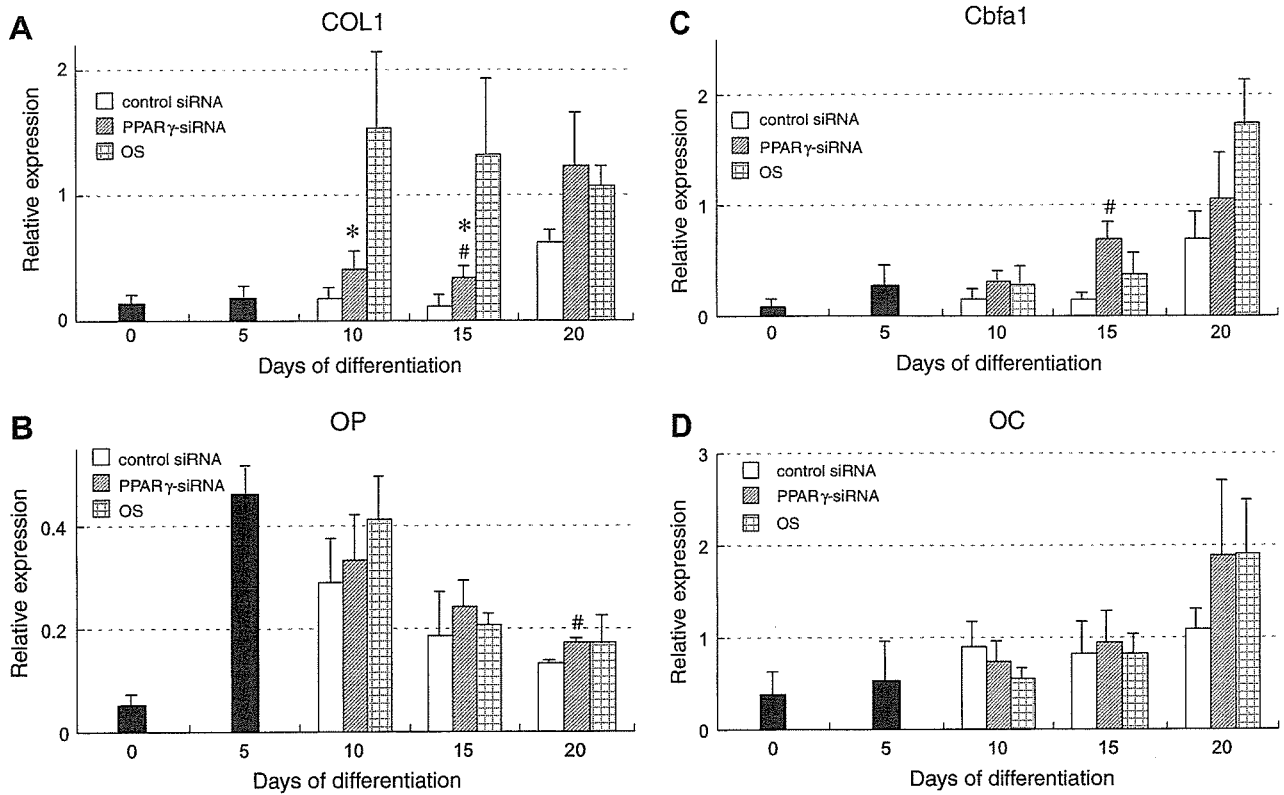 A
COL1
2
1
0
Relative expression
control siRNA
PPARγ-siRNA
OS
*
*
#
0 5 10 15 20
Days of differentiation
B
OP
0.4
0.2
0
Relative expression
control siRNA
PPARγ-siRNA
OS
#
0 5 10 15 20
Days of differentiation
C
Cbfa1
2
1
0
Relative expression
control siRNA
PPARγ-siRNA
OS
#
0 5 10 15 20
Days of differentiation
D
OC
3
2
1
0
Relative expression
control siRNA
PPARγ-siRNA
OS
0 5 10 15 20
Days of differentiation